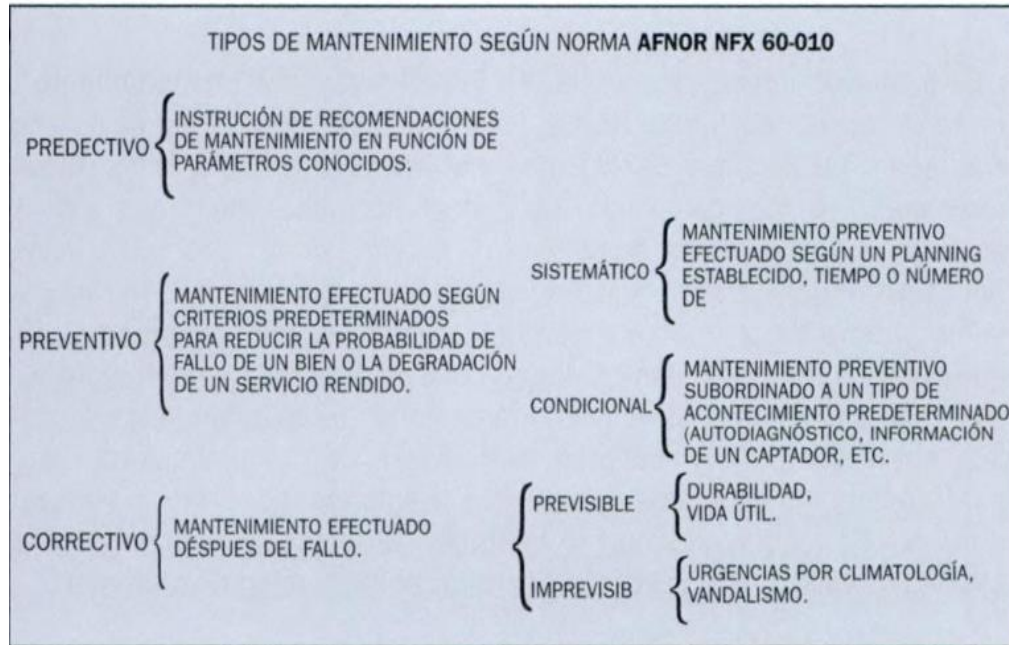 TIPOS DE MANTENIMIENTO SEGÚN NORMA AFNOR NFX 60-010
PREDECTIVO
INSTRUCIÓN DE RECOMENDACIONES
DE MANTENIMIENTO EN FUNCIÓN DE
PARÁMETROS CONOCIDOS.
PREVENTIVO
MANTENIMIENTO EFECTUADO SEGÚN
CRITERIOS PREDETERMINADOS
PARA REDUCIR LA PROBABILIDAD DE
FALLO DE UN BIEN O LA DEGRADACIÓN
DE UN SERVICIO RENDIDO.
SISTEMÁTICO
MANTENIMIENTO PREVENTIVO
EFECTUADO SEGÚN UN PLANNING
ESTABLECIDO, TIEMPO O NÚMERO
DE
CONDICIONAL
MANTENIMIENTO PREVENTIVO
SUBORDINADO A UN TIPO DE
ACONTECIMIENTO PREDETERMINADO
(AUTODIAGNÓSTICO, INFORMACIÓN
DE UN CAPTADOR, ETC.
CORRECTIVO
MANTENIMIENTO EFECTUADO
DÉSPUES DEL FALLO.
PREVISIBLE
DURABILIDAD,
VIDA ÚTIL.
IMPREVISIB
URGENCIAS POR CLIMATOLOGÍA,
VANDALISMO.